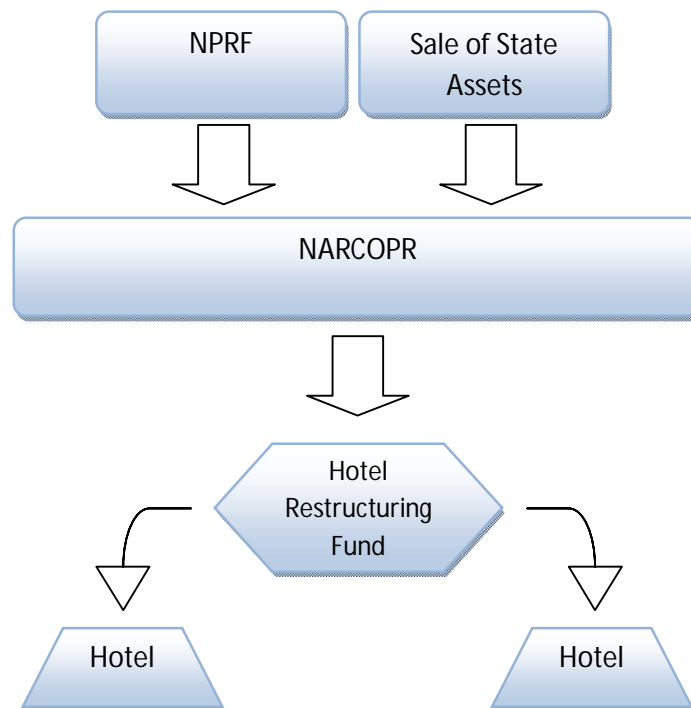 NPRF
Sale of State
Assets
NARCOPR
Hotel
Restructuring
Fund
Hotel
Hotel